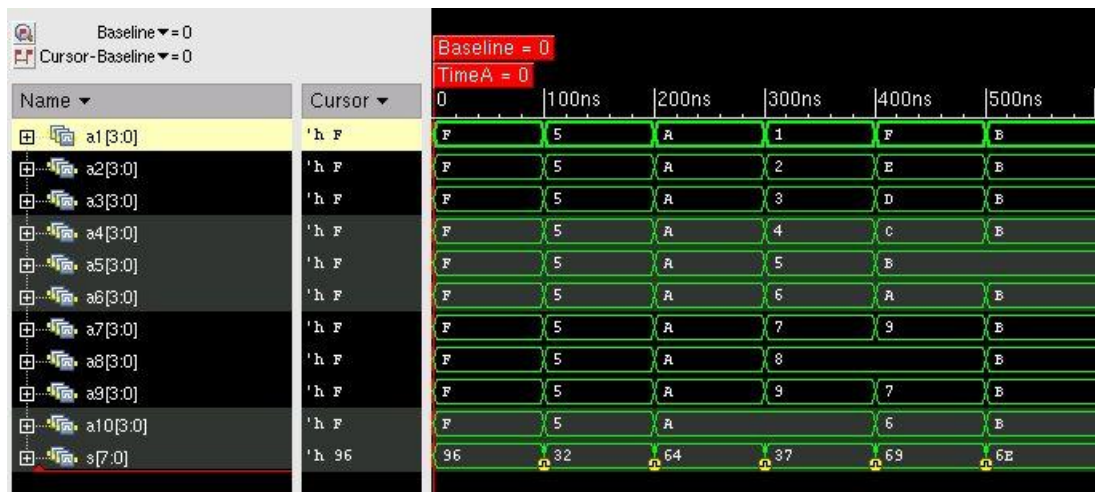 Baseline▼=0
Cursor-Baseline▼=0
Baseline = 0
TimeA = 0
Name ▼ Cursor ▼ 0 100ns 200ns 300ns 400ns 500ns
a1 [3:0] 'h F F 5 A 1 F B
a2[3:0] 'h F F 5 A 2 E B
a3[3:0] 'h F F 5 A 3 D B
a4[3:0] 'h F F 5 A 4 C B
a5[3:0] 'h F F 5 A 5 B
a6[3:0] 'h F F 5 A 6 A B
a7[3:0] 'h F F 5 A 7 9 B
a8[3:0] 'h F F 5 A 8 B
a9[3:0] 'h F F 5 A 9 7 B
a10[3:0] 'h F F 5 A 6 B
s[7:0] 'h 96 96 32 64 37 69 6E